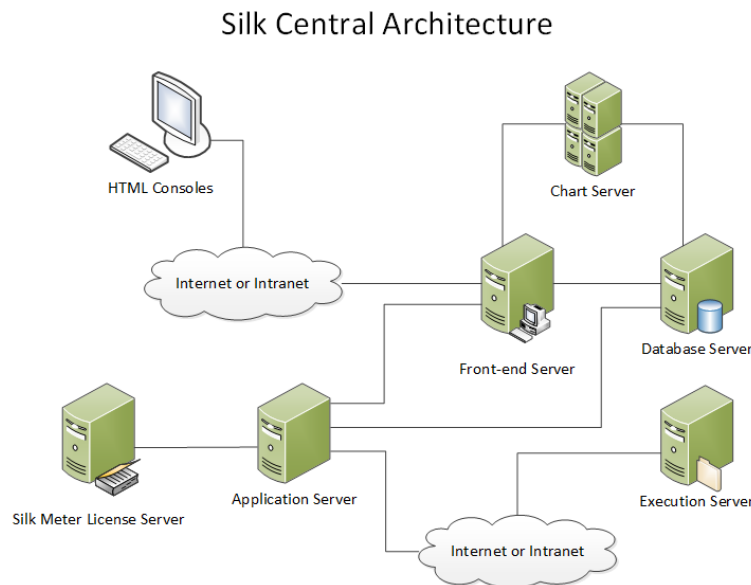 Silk Central Architecture
HTML Consoles
Chart Server
Internet or Intranet
Front-end Server
Database Server
Silk Meter License Server
Application Server
Execution Server
Internet or Intranet